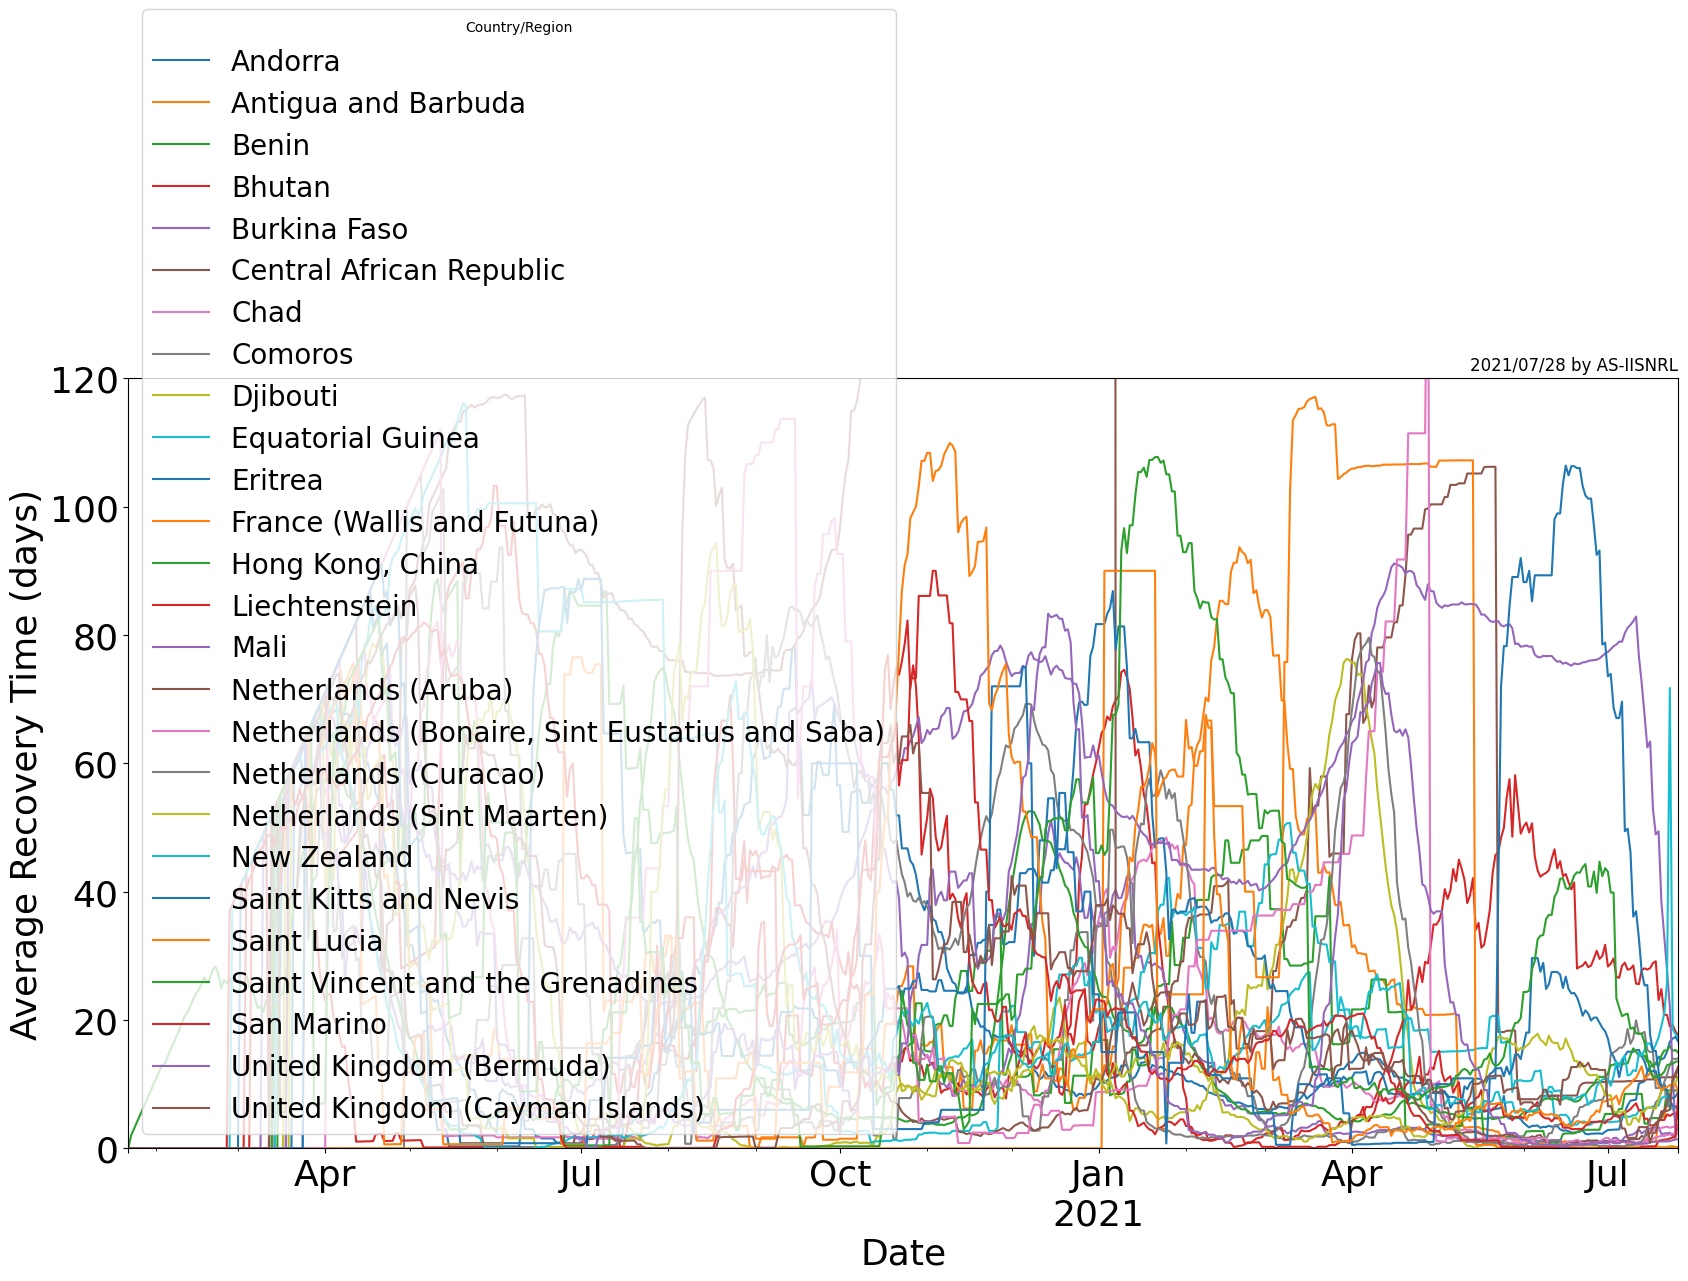 Country/Region
Andorra
Antigua and Barbuda
Benin
Bhutan
Burkina Faso
Central African Republic
Chad
Comoros
Djibouti
Equatorial Guinea
Eritrea
France (Wallis and Futuna)
Hong Kong, China
Liechtenstein
Mali
Netherlands (Aruba)
Netherlands (Bonaire, Sint Eustatius and Saba)
Netherlands (Curacao)
Netherlands (Sint Maarten)
New Zealand
Saint Kitts and Nevis
Saint Lucia
Saint Vincent and the Grenadines
San Marino
United Kingdom (Bermuda)
United Kingdom (Cayman Islands)
2021/07/28 by AS-IISNRL
Average Recovery Time (days)
120
100
80
60
40
20
0
Apr Jul Oct Jan Apr Jul
2021
Date